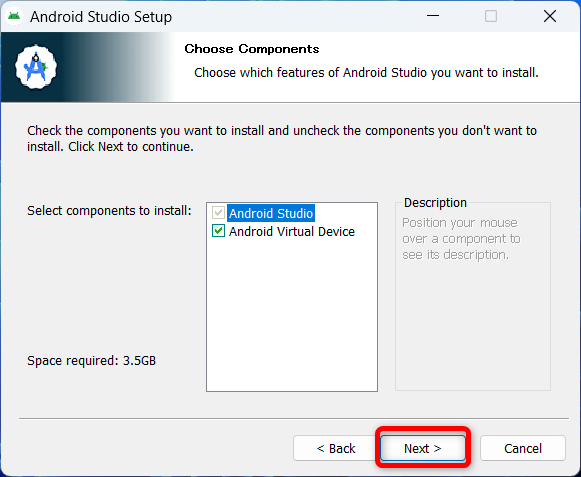 Android Studio Setup
Choose Components
Choose which features of Android Studio you want to install.
Check the components you want to install and uncheck the components you don't want to
install. Click Next to continue.
Select components to install:
Android Studio
Android Virtual Device
Description
Position your mouse
over a component to
see its description.
Space required: 3.5GB
< Back
Next >
Cancel